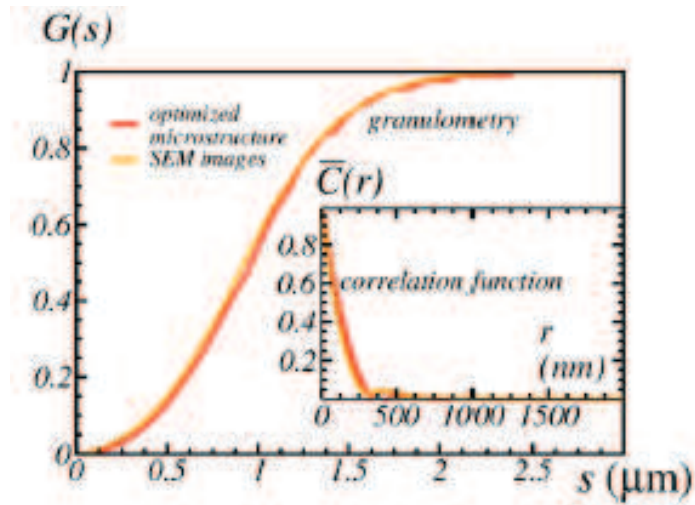 G(s)
1
optimized
microstructure
SEM images
granulometry
0.8
C̅(r)
0.6
0.8
0.6
correlation function
0.4
0.4
r
(nm)
0.2
0.2
0
500
1000
1500
0
0
0.5
1
1.5
2
2.5
s (μm)